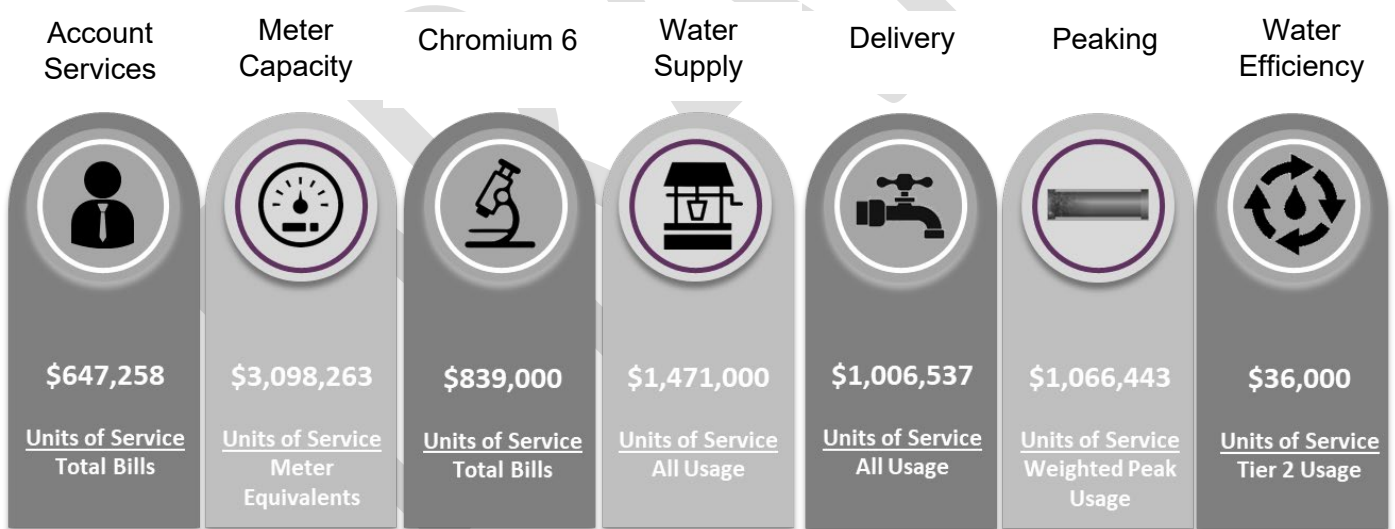 Account
Services
Meter
Capacity
Chromium 6
Water
Supply
Delivery
Peaking
Water
Efficiency
$647,258
Units of Service
Total Bills
$3,098,263
Units of Service
Meter
Equivalents
$839,000
Units of Service
Total Bills
$1,471,000
Units of Service
All Usage
$1,006,537
Units of Service
All Usage
$1,066,443
Units of Service
Weighted Peak
Usage
$36,000
Units of Service
Tier 2 Usage